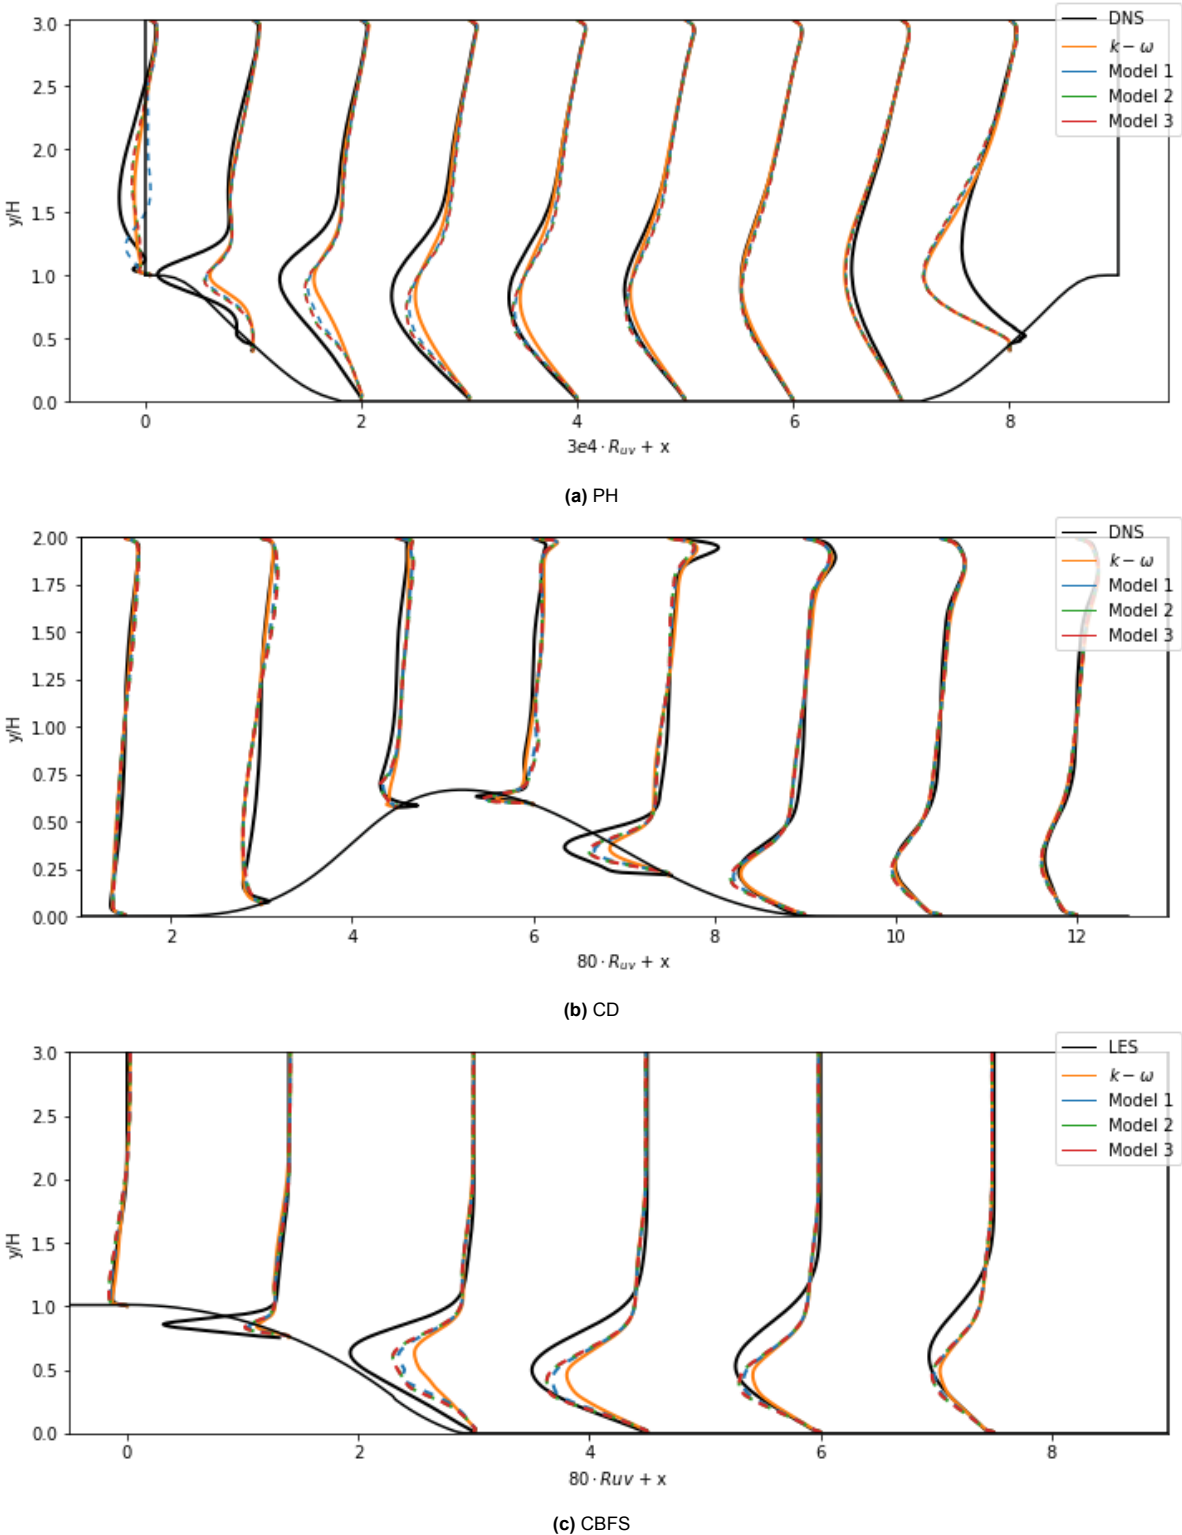 DNS
k − ω
Model 1
Model 2
Model 3
3.0
2.5
2.0
1.5
1.0
0.5
0.0
y/H
0 2 4 6 8
3e4 · Ruv + x
(a) PH
DNS
k − ω
Model 1
Model 2
Model 3
2.00
1.75
1.50
1.25
1.00
0.75
0.50
0.25
0.00
y/H
2 4 6 8 10 12
80 · Ruv + x
(b) CD
LES
k − ω
Model 1
Model 2
Model 3
3.0
2.5
2.0
1.5
1.0
0.5
0.0
y/H
0 2 4 6 8
80 · Ruv + x
(c) CBFS